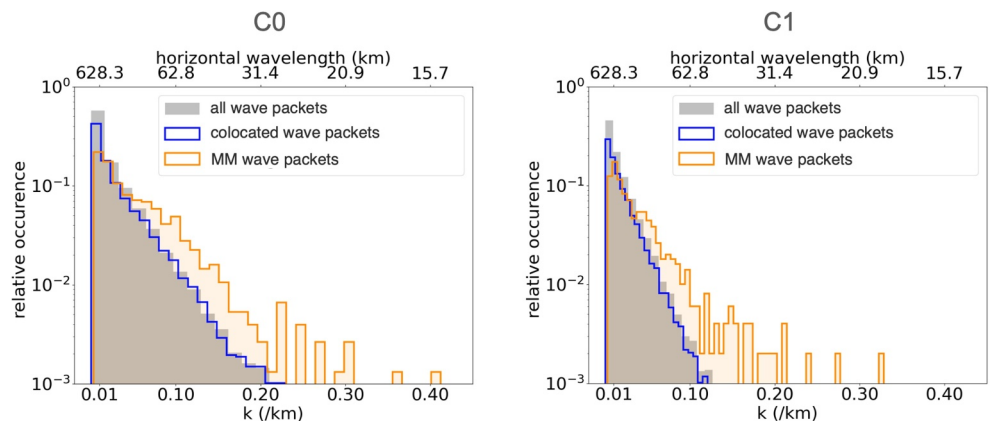 C0
horizontal wavelength (km)
628.3 62.8 31.4 20.9 15.7
10⁰
10⁻¹
10⁻²
10⁻³
relative occurence
all wave packets
colocated wave packets
MM wave packets
0.01 0.10 0.20 0.30 0.40
k (/km)
C1
horizontal wavelength (km)
628.3 62.8 31.4 20.9 15.7
10⁰
10⁻¹
10⁻²
10⁻³
relative occurence
all wave packets
colocated wave packets
MM wave packets
0.01 0.10 0.20 0.30 0.40
k (/km)